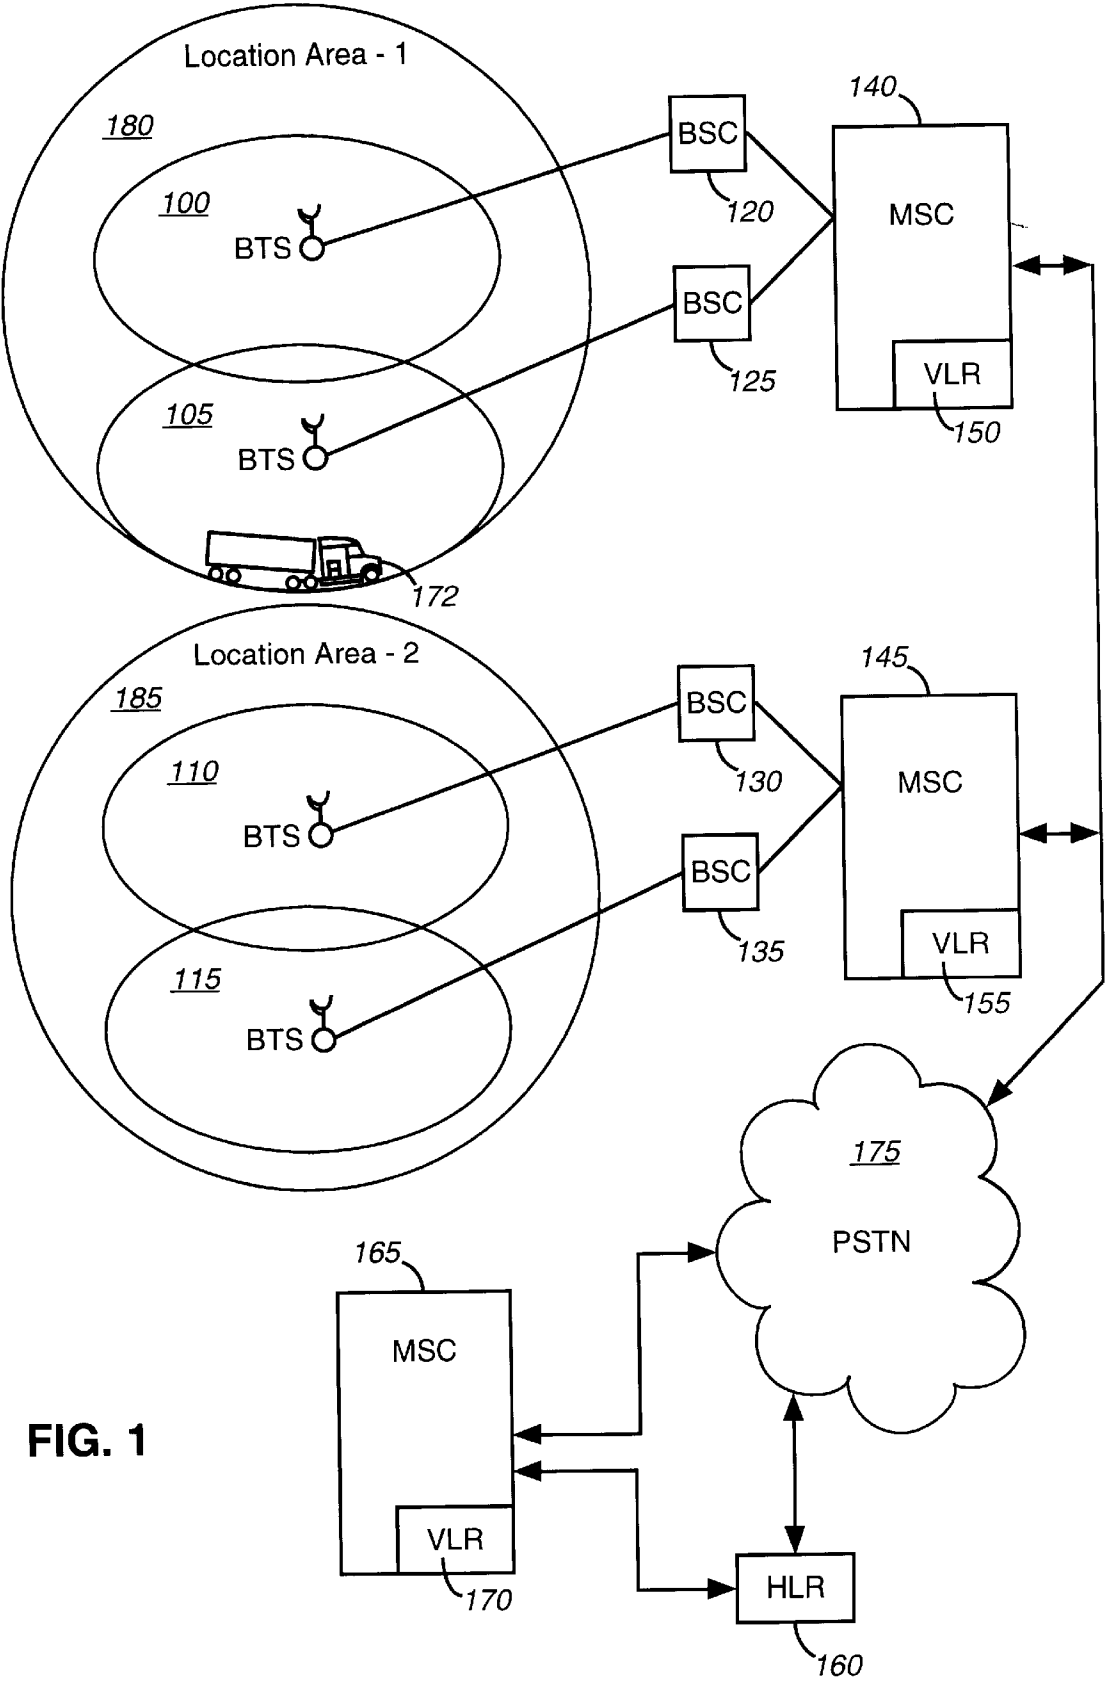 Location Area - 1
180
100
BTS
BSC
120
140
MSC
105
BTS
BSC
125
VLR
150
172
Location Area - 2
185
110
BTS
BSC
130
145
MSC
115
BTS
BSC
135
VLR
155
175
PSTN
165
MSC
VLR
170
HLR
160
FIG. 1